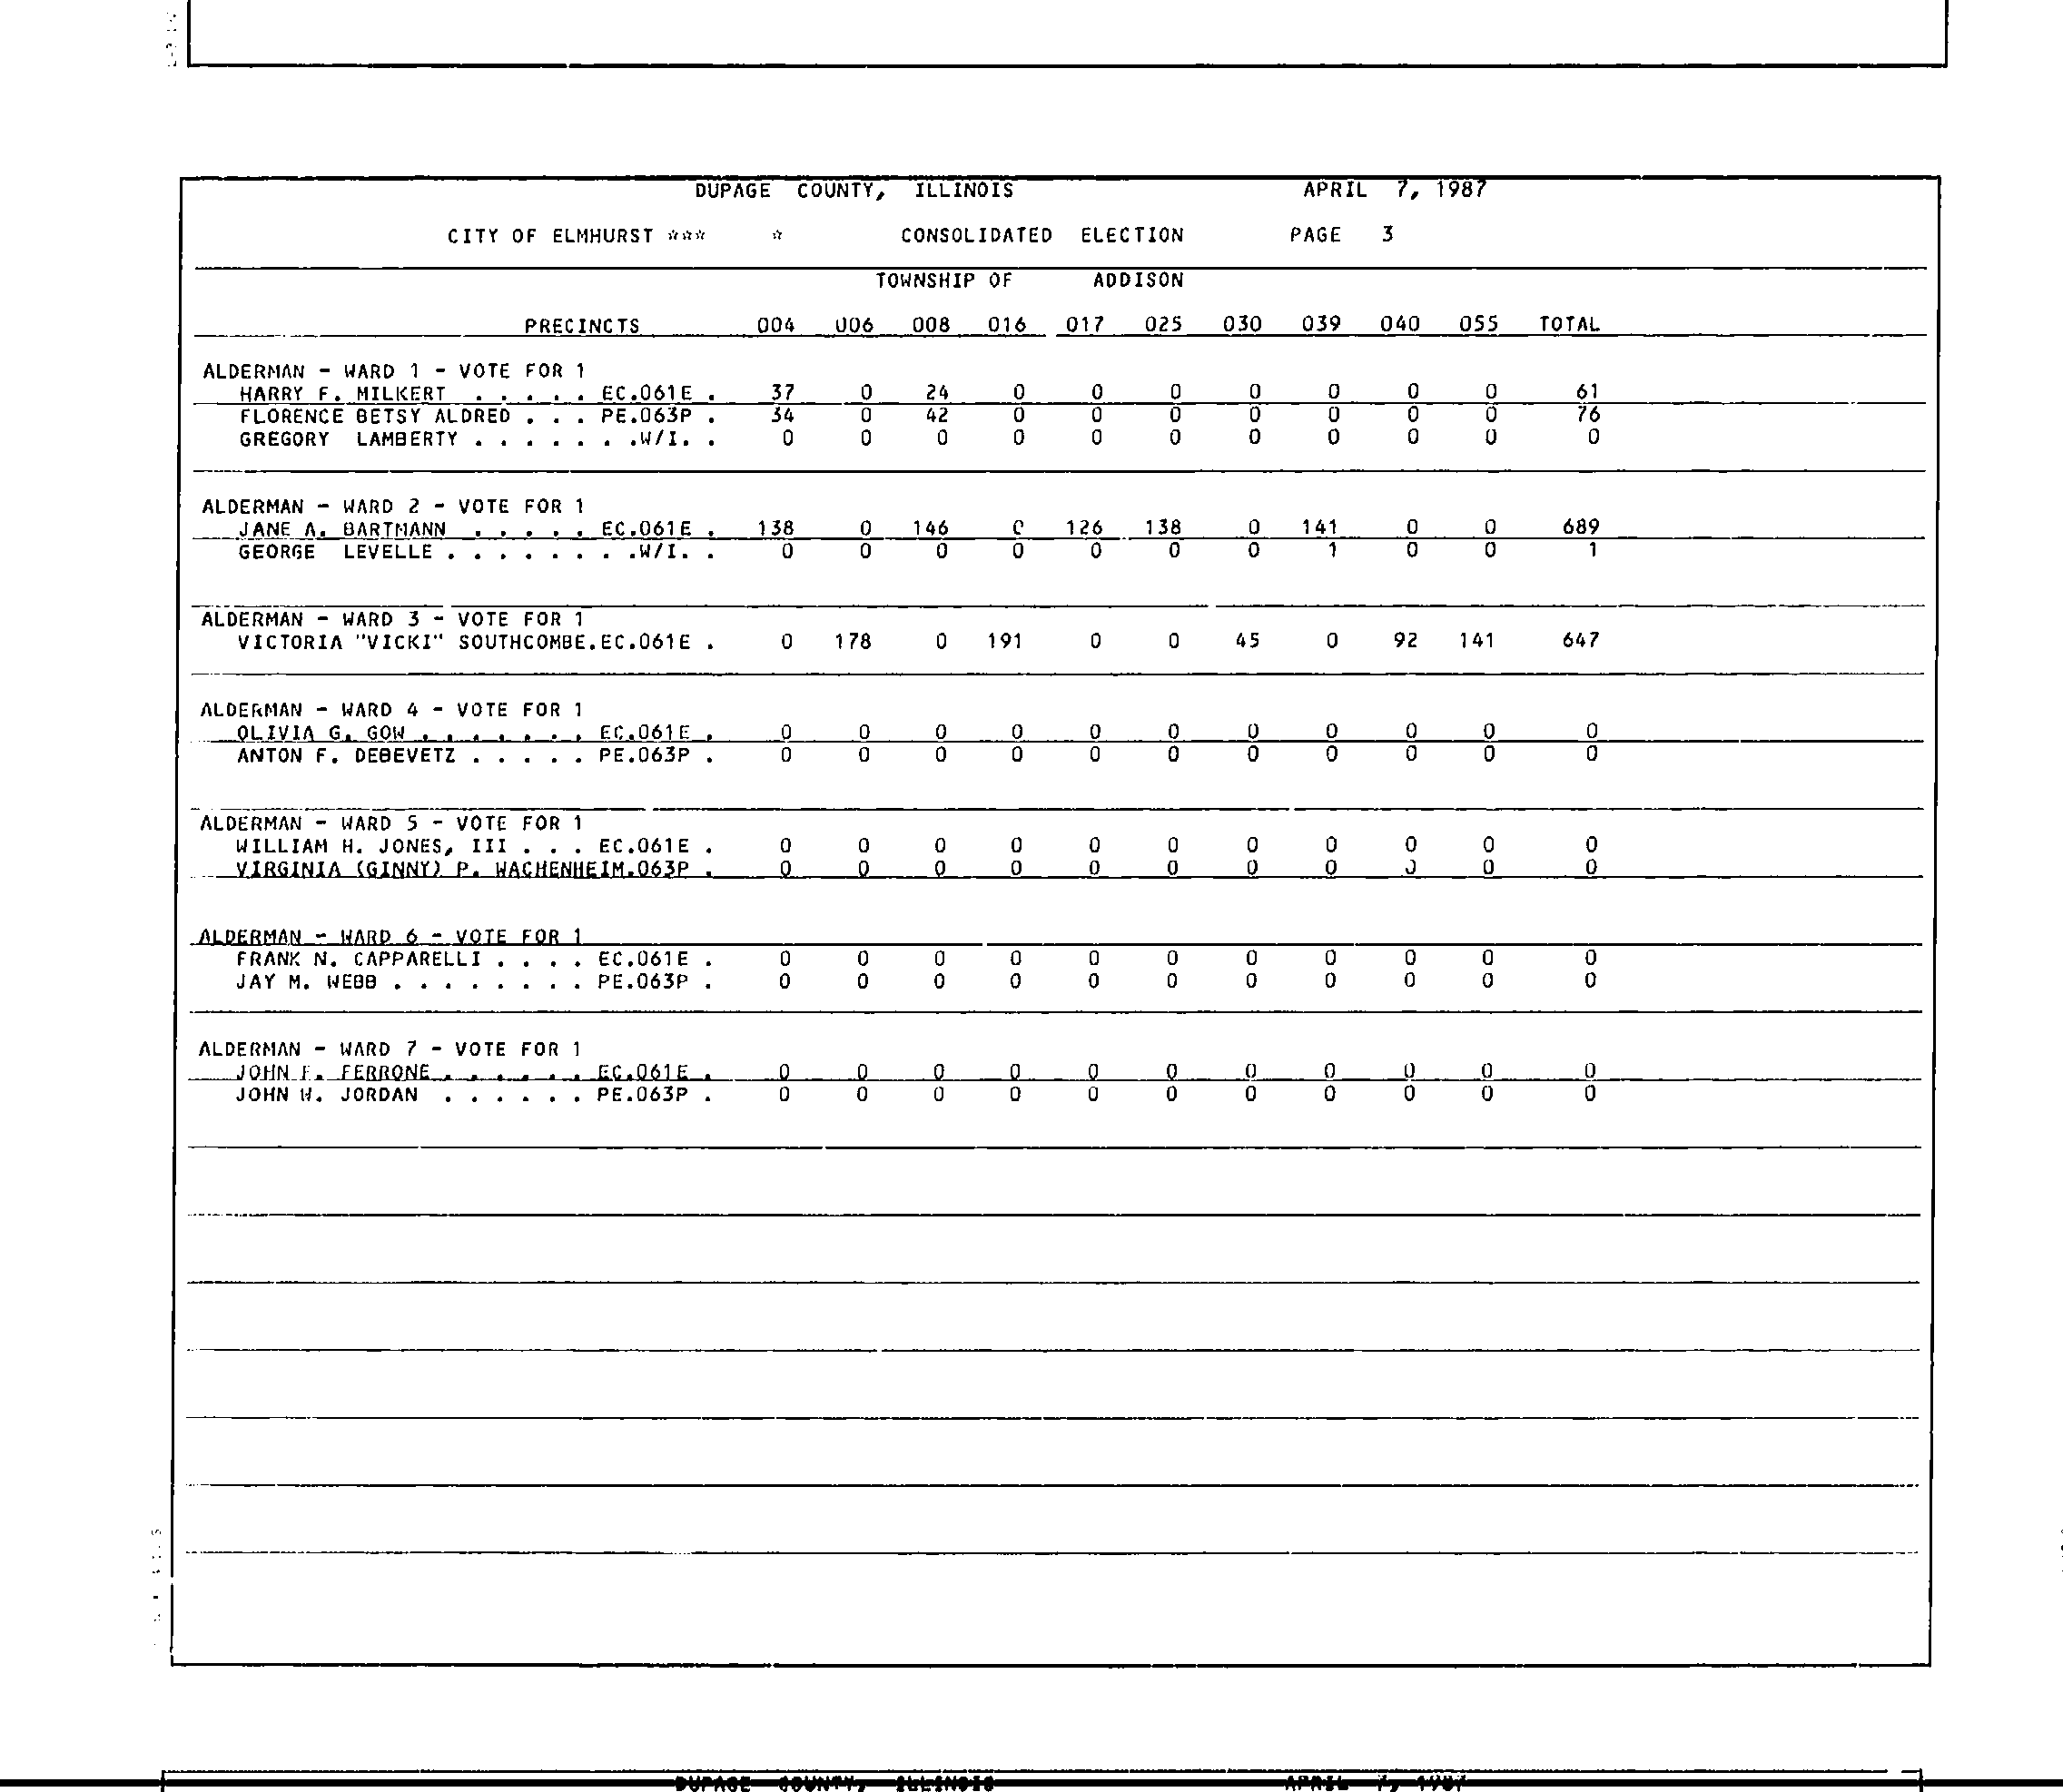 DUPAGE COUNTY, ILLINOIS APRIL 7, 1987
CITY OF ELMHURST *** * CONSOLIDATED ELECTION PAGE 3
TOWNSHIP OF ADDISON
PRECINCTS 004 006 008 016 017 025 030 039 040 055 TOTAL
ALDERMAN - WARD 1 - VOTE FOR 1
HARRY F. MILKERT . . . . . EC.061E . 37 0 24 0 0 0 0 0 0 0 61
FLORENCE BETSY ALDRED . . . PE.063P . 34 0 42 0 0 0 0 0 0 0 76
GREGORY LAMBERTY . . . . . . .W/I. . 0 0 0 0 0 0 0 0 0 0 0
ALDERMAN - WARD 2 - VOTE FOR 1
JANE A. BARTMANN . . . . . EC.061E . 138 0 146 0 126 138 0 141 0 0 689
GEORGE LEVELLE . . . . . . . .W/I. . 0 0 0 0 0 0 0 1 0 0 1
ALDERMAN - WARD 3 - VOTE FOR 1
VICTORIA "VICKI" SOUTHCOMBE.EC.061E . 0 178 0 191 0 0 45 0 92 141 647
ALDERMAN - WARD 4 - VOTE FOR 1
OLIVIA G. GOW . . . . . . . EC.061E . 0 0 0 0 0 0 0 0 0 0 0
ANTON F. DEBEVETZ . . . . . PE.063P . 0 0 0 0 0 0 0 0 0 0 0
ALDERMAN - WARD 5 - VOTE FOR 1
WILLIAM H. JONES, III . . . EC.061E . 0 0 0 0 0 0 0 0 0 0 0
VIRGINIA (GINNY) P. WACHENHEIM.063P . 0 0 0 0 0 0 0 0 0 0 0
ALDERMAN - WARD 6 - VOTE FOR 1
FRANK N. CAPPARELLI . . . . EC.061E . 0 0 0 0 0 0 0 0 0 0 0
JAY M. WEBB . . . . . . . . PE.063P . 0 0 0 0 0 0 0 0 0 0 0
ALDERMAN - WARD 7 - VOTE FOR 1
JOHN F. FERRONE . . . . . . EC.061E . 0 0 0 0 0 0 0 0 0 0 0
JOHN W. JORDAN . . . . . . PE.063P . 0 0 0 0 0 0 0 0 0 0 0
DUPAGE COUNTY, ILLINOIS APRIL 7, 1987